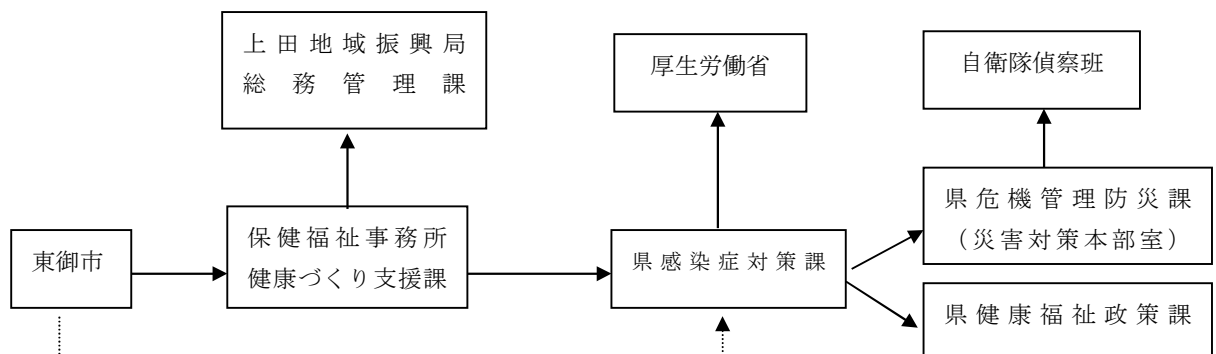 上田地域振興局
総務管理課
厚生労働省
自衛隊偵察班
県危機管理防災課
（災害対策本部室）
保健福祉事務所
健康づくり支援課
東御市
県感染症対策課
県健康福祉政策課